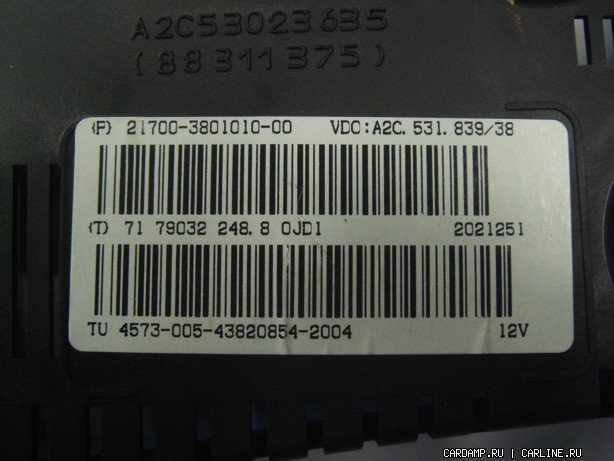 A2C53023635
(88311375)
(P) 21700-3801010-00 VDO:A2C. 531. 839/38
(T) 71 79032 248.8 0JD1 2021251
TU 4573-005-43820854-2004 12V
CARDAMP.RU | CARLINE.RU